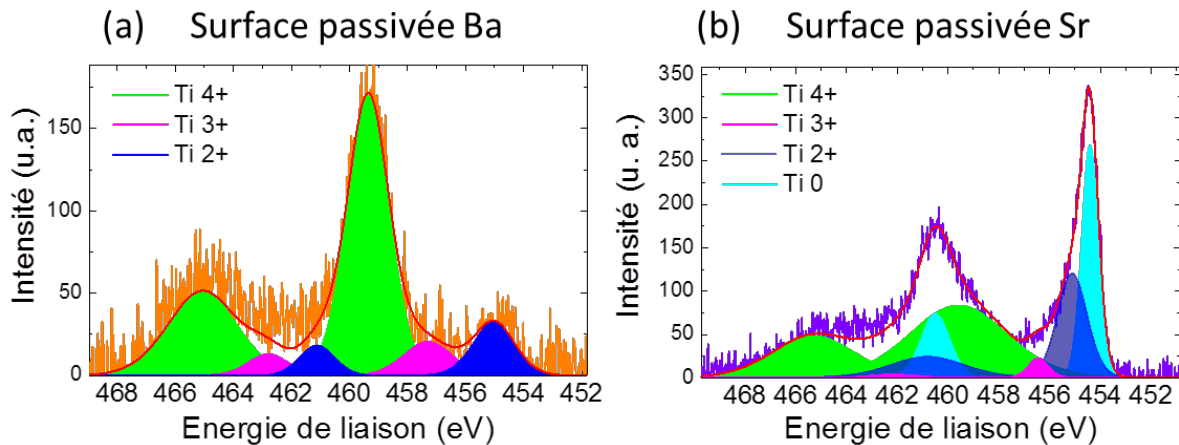 (a) Surface passivée Ba
Ti 4+
Ti 3+
Ti 2+
Intensité (u.a.)
150
100
50
0
468 466 464 462 460 458 456 454 452
Energie de liaison (eV)
(b) Surface passivée Sr
Ti 4+
Ti 3+
Ti 2+
Ti 0
Intensité (u. a.)
350
300
250
200
150
100
50
0
468 466 464 462 460 458 456 454 452
Energie de liaison (eV)